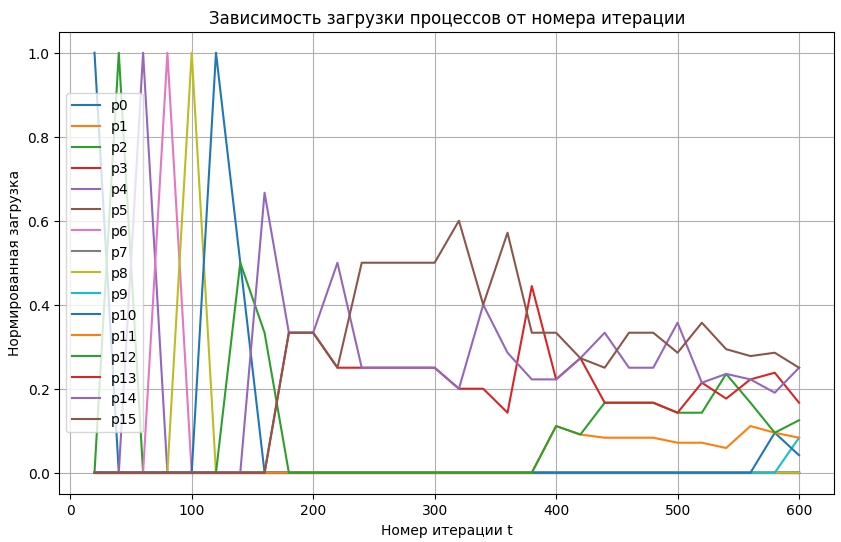 Зависимость загрузки процессов от номера итерации
Нормированная загрузка
1.0
0.8
0.6
0.4
0.2
0.0
p0
p1
p2
p3
p4
p5
p6
p7
p8
p9
p10
p11
p12
p13
p14
p15
0 100 200 300 400 500 600
Номер итерации t